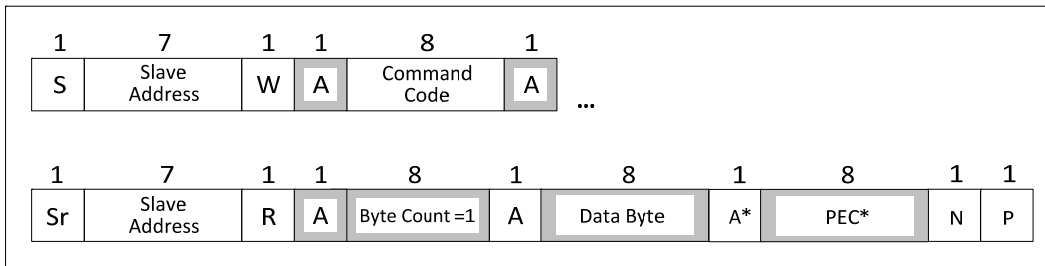 1 7 1 1 8 1
S Slave Address W A Command Code A ...
1 7 1 1 8 1 8 1 8 1 1
Sr Slave Address R A Byte Count =1 A Data Byte A* PEC* N P